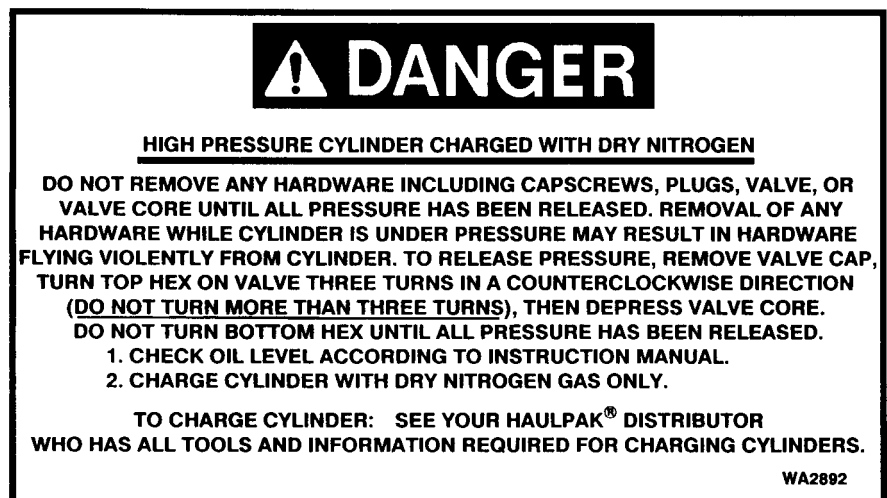 DANGER
HIGH PRESSURE CYLINDER CHARGED WITH DRY NITROGEN
DO NOT REMOVE ANY HARDWARE INCLUDING CAPSCREWS, PLUGS, VALVE, OR
VALVE CORE UNTIL ALL PRESSURE HAS BEEN RELEASED. REMOVAL OF ANY
HARDWARE WHILE CYLINDER IS UNDER PRESSURE MAY RESULT IN HARDWARE
FLYING VIOLENTLY FROM CYLINDER. TO RELEASE PRESSURE, REMOVE VALVE CAP,
TURN TOP HEX ON VALVE THREE TURNS IN A COUNTERCLOCKWISE DIRECTION
(DO NOT TURN MORE THAN THREE TURNS), THEN DEPRESS VALVE CORE.
DO NOT TURN BOTTOM HEX UNTIL ALL PRESSURE HAS BEEN RELEASED.
1. CHECK OIL LEVEL ACCORDING TO INSTRUCTION MANUAL.
2. CHARGE CYLINDER WITH DRY NITROGEN GAS ONLY.
TO CHARGE CYLINDER: SEE YOUR HAULPAK® DISTRIBUTOR
WHO HAS ALL TOOLS AND INFORMATION REQUIRED FOR CHARGING CYLINDERS.
WA2892